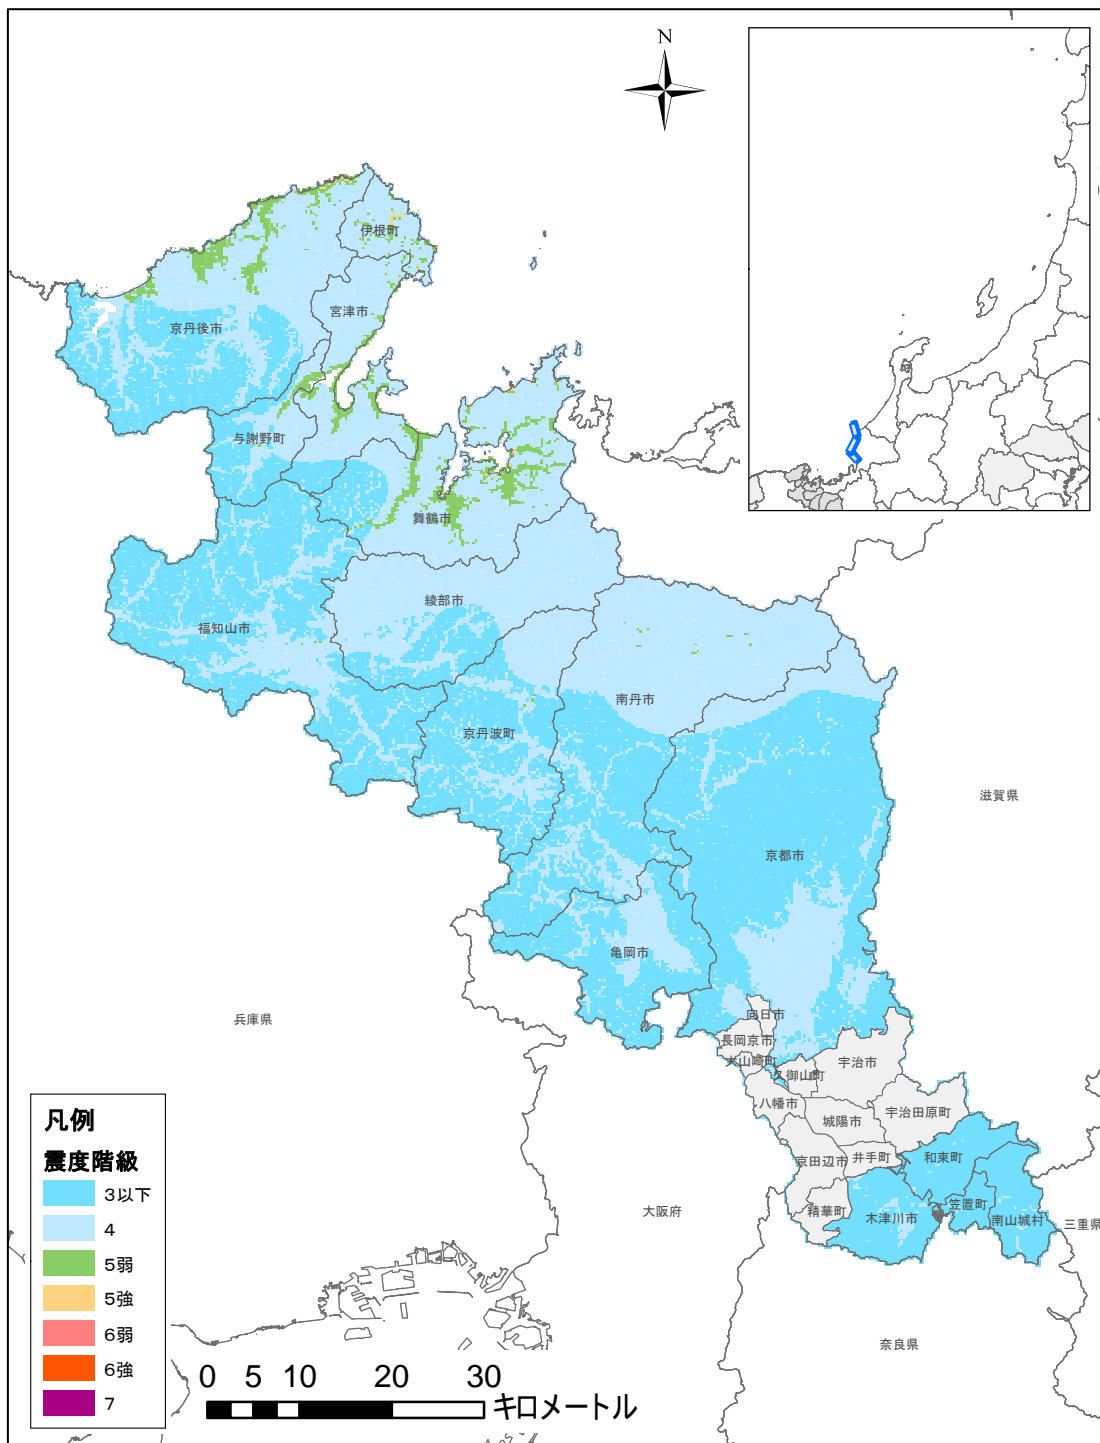 N
伊根町
宮津市
京丹後市
与謝野町
舞鶴市
綾部市
福知山市
南丹市
京丹波町
滋賀県
京都市
亀岡市
兵庫県
向日市
長岡京市
大山崎町
久御山町
宇治市
八幡市
城陽市
宇治田原町
京田辺市
井手町
和束町
精華町
木津川市
笠置町
南山城村
三重県
大阪府
奈良県
凡例
震度階級
3以下
4
5弱
5強
6弱
6強
7
0 5 10 20 30
キロメートル